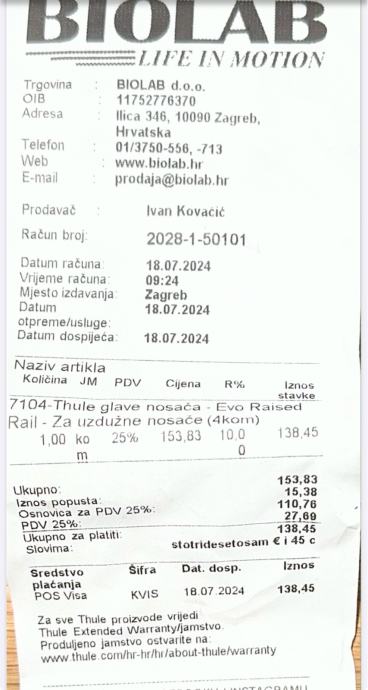 BIOLAB
LIFE IN MOTION
Trgovina : BIOLAB d.o.o.
OIB : 11752776370
Adresa : Ilica 346, 10090 Zagreb,
Hrvatska
Telefon : 01/3750-556, -713
Web : www.biolab.hr
E-mail : prodaja@biolab.hr
Prodavač : Ivan Kovačić
Račun broj: 2028-1-50101
Datum računa: 18.07.2024
Vrijeme računa: 09:24
Mjesto izdavanja: Zagreb
Datum 18.07.2024
otpreme/usluge:
Datum dospijeća: 18.07.2024
Naziv artikla
Količina JM PDV Cijena R% Iznos
stavke
7104-Thule glave nosača - Evo Raised
Rail - Za uzdužne nosače (4kom)
1,00 ko 25% 153,83 10,0 138,45
m 0
Ukupno: 153,83
Iznos popusta: 15,38
Osnovica za PDV 25%: 110,76
PDV 25%: 27,69
Ukupno za platiti: 138,45
Slovima: stotridesetosam € i 45 c
Sredstvo Šifra Dat. dosp. Iznos
plaćanja
POS Visa KVIS 18.07.2024 138,45
Za sve Thule proizvode vrijedi
Thule Extended Warranty/jamstvo.
Produljeno jamstvo ostvarite na:
www.thule.com/hr-hr/hr/about-thule/warranty